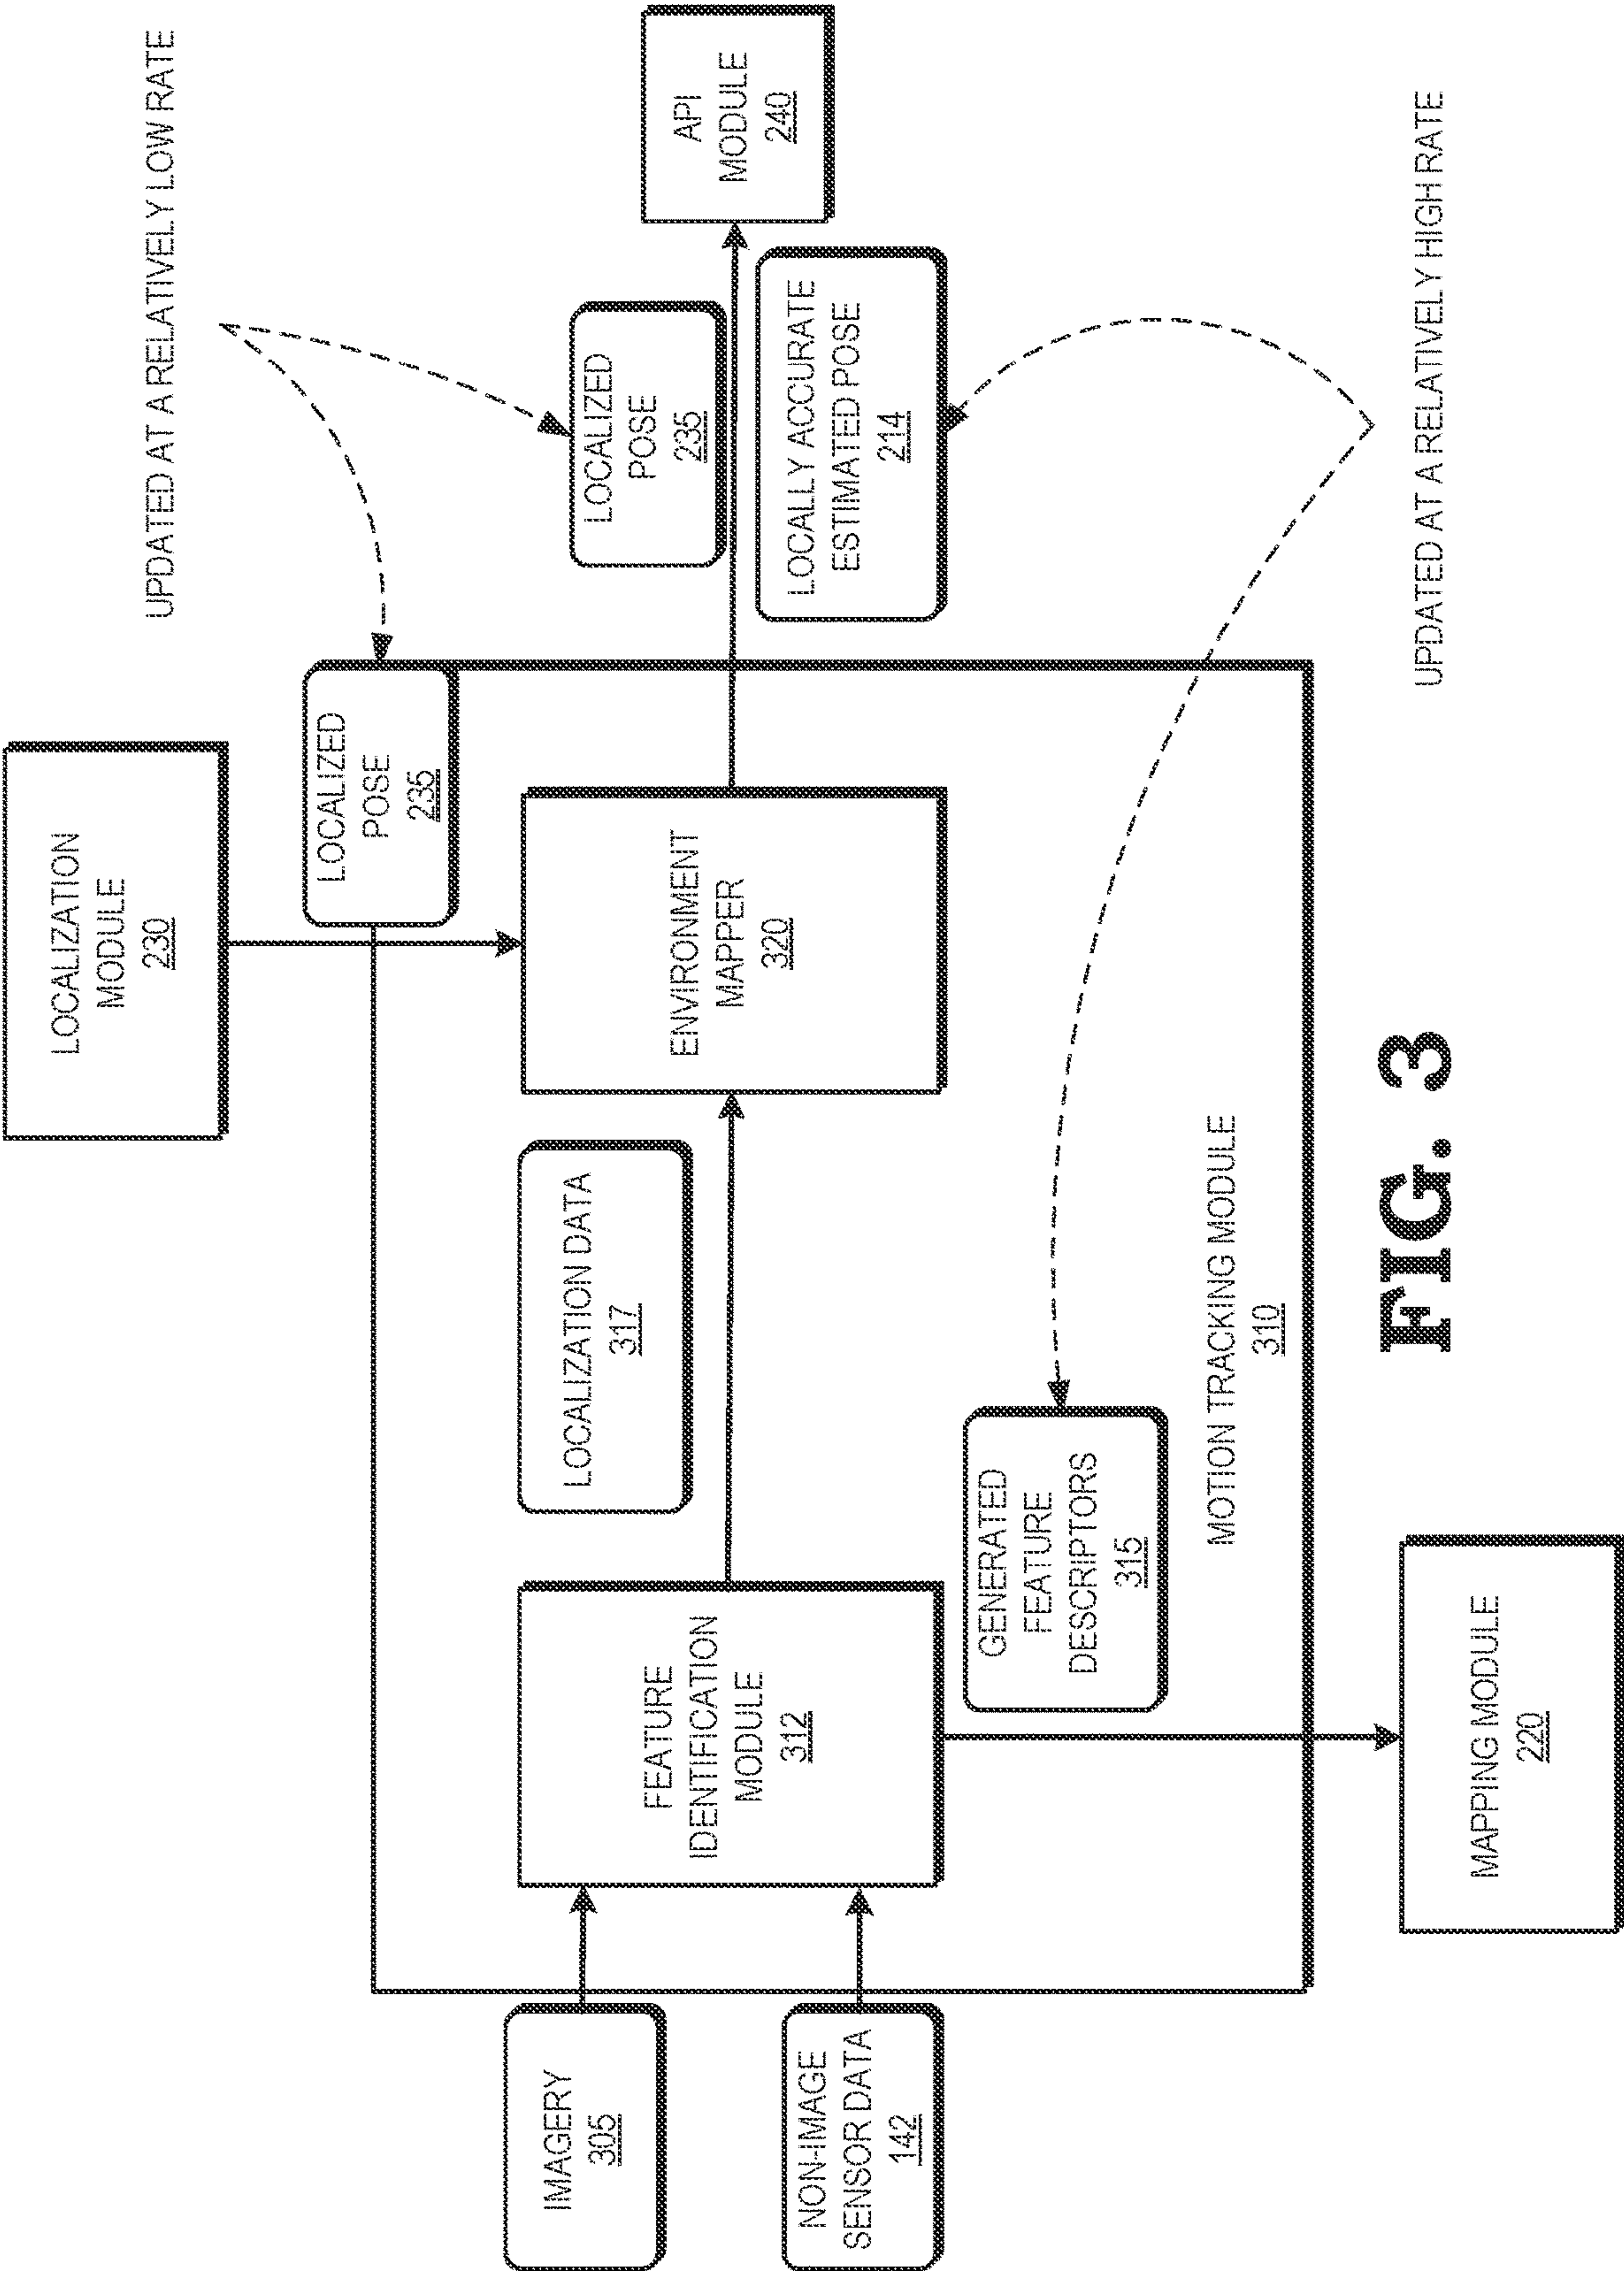 UPDATED AT A RELATIVELY LOW RATE
LOCALIZATION
MODULE
230
LOCALIZED
POSE
235
LOCALIZED
POSE
235
API
MODULE
240
IMAGERY
305
FEATURE
IDENTIFICATION
MODULE
312
LOCALIZATION DATA
317
ENVIRONMENT
MAPPER
320
LOCALLY ACCURATE
ESTIMATED POSE
214
NON-IMAGE
SENSOR DATA
142
GENERATED
FEATURE
DESCRIPTORS
315
MOTION TRACKING MODULE
310
MAPPING MODULE
220
UPDATED AT A RELATIVELY HIGH RATE
FIG. 3